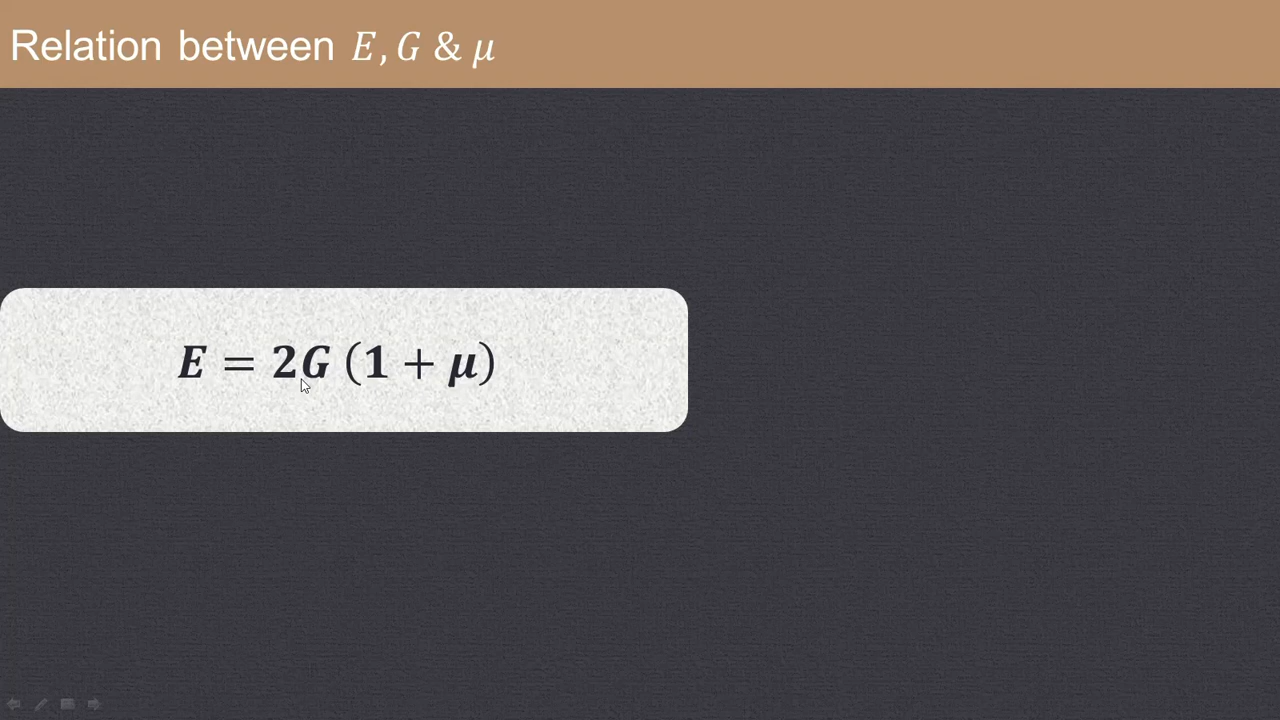 Relation between E, G & μ
E = 2G (1 + μ)